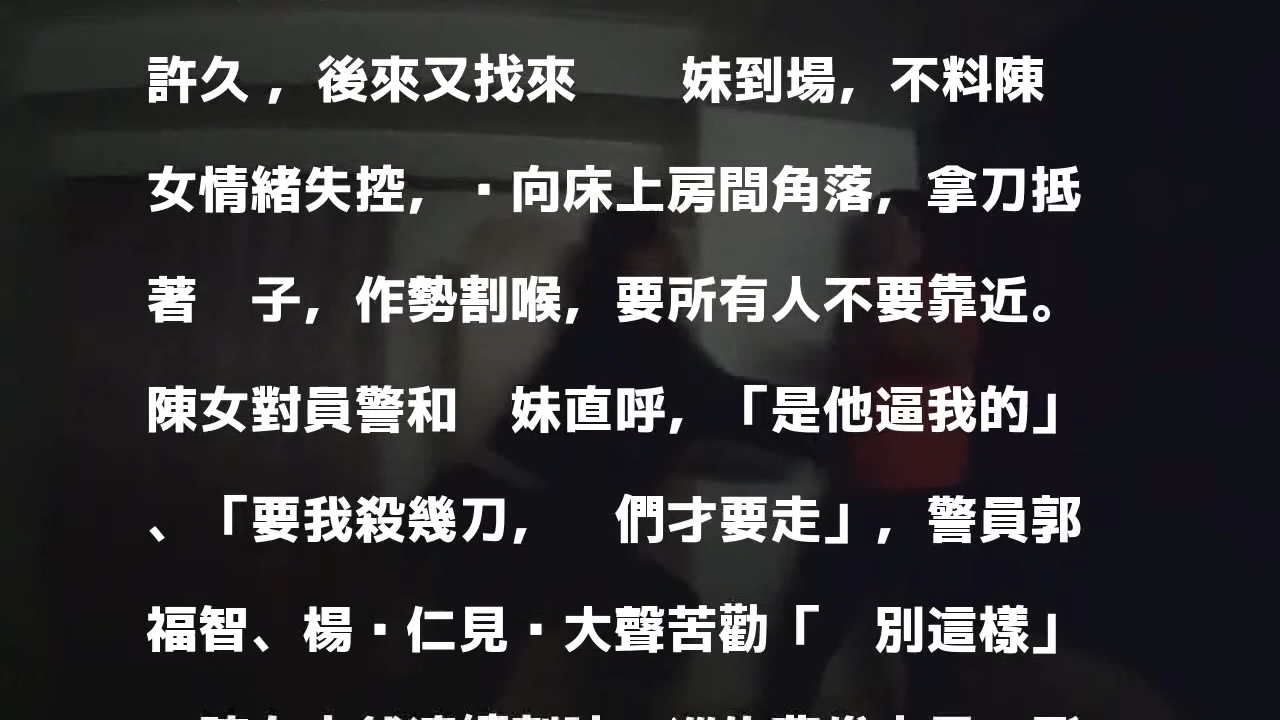 許久，後來又找來　　妹到場，不料陳
女情緒失控，·向床上房間角落，拿刀抵
著　子，作勢割喉，要所有人不要靠近。
陳女對員警和　妹直呼，「是他逼我的」
、「要我殺幾刀，　們才要走」，警員郭
福智、楊·仁見·大聲苦勸「　別這樣」